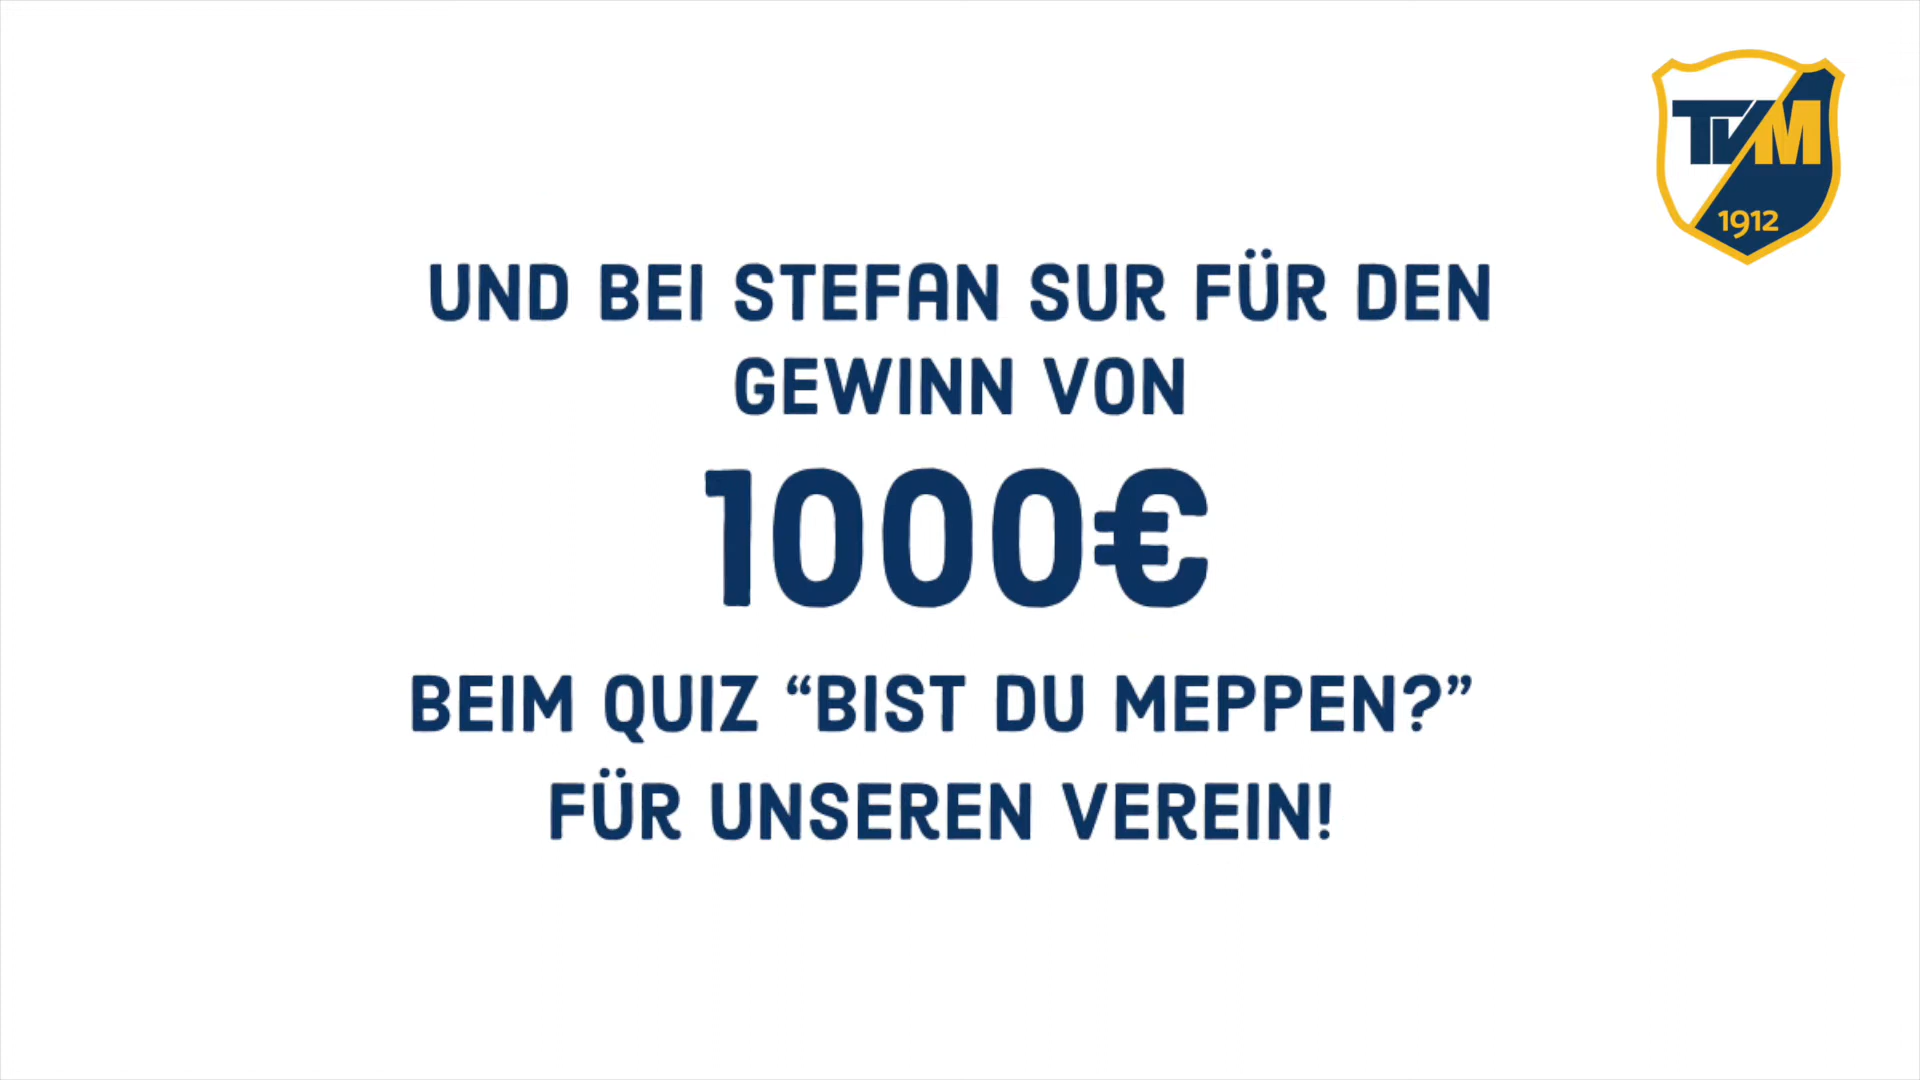 TVM
1912
UND BEI STEFAN SUR FÜR DEN
GEWINN VON
1000€
BEIM QUIZ “BIST DU MEPPEN?”
FÜR UNSEREN VEREIN!